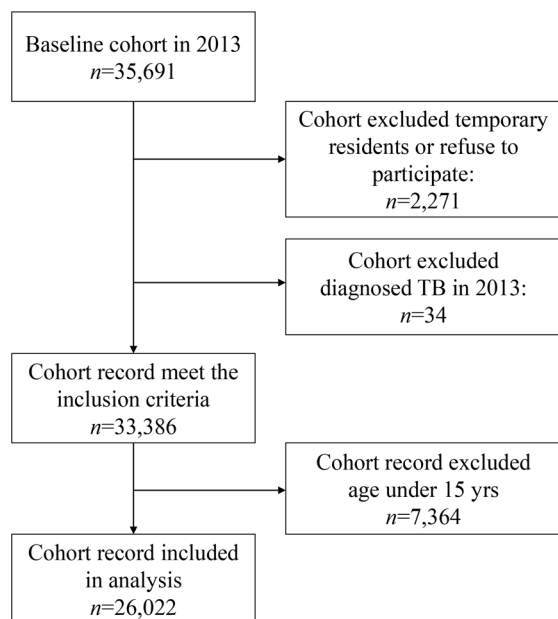 Baseline cohort in 2013
n=35,691
Cohort excluded temporary
residents or refuse to
participate:
n=2,271
Cohort excluded
diagnosed TB in 2013:
n=34
Cohort record meet the
inclusion criteria
n=33,386
Cohort record excluded
age under 15 yrs
n=7,364
Cohort record included
in analysis
n=26,022